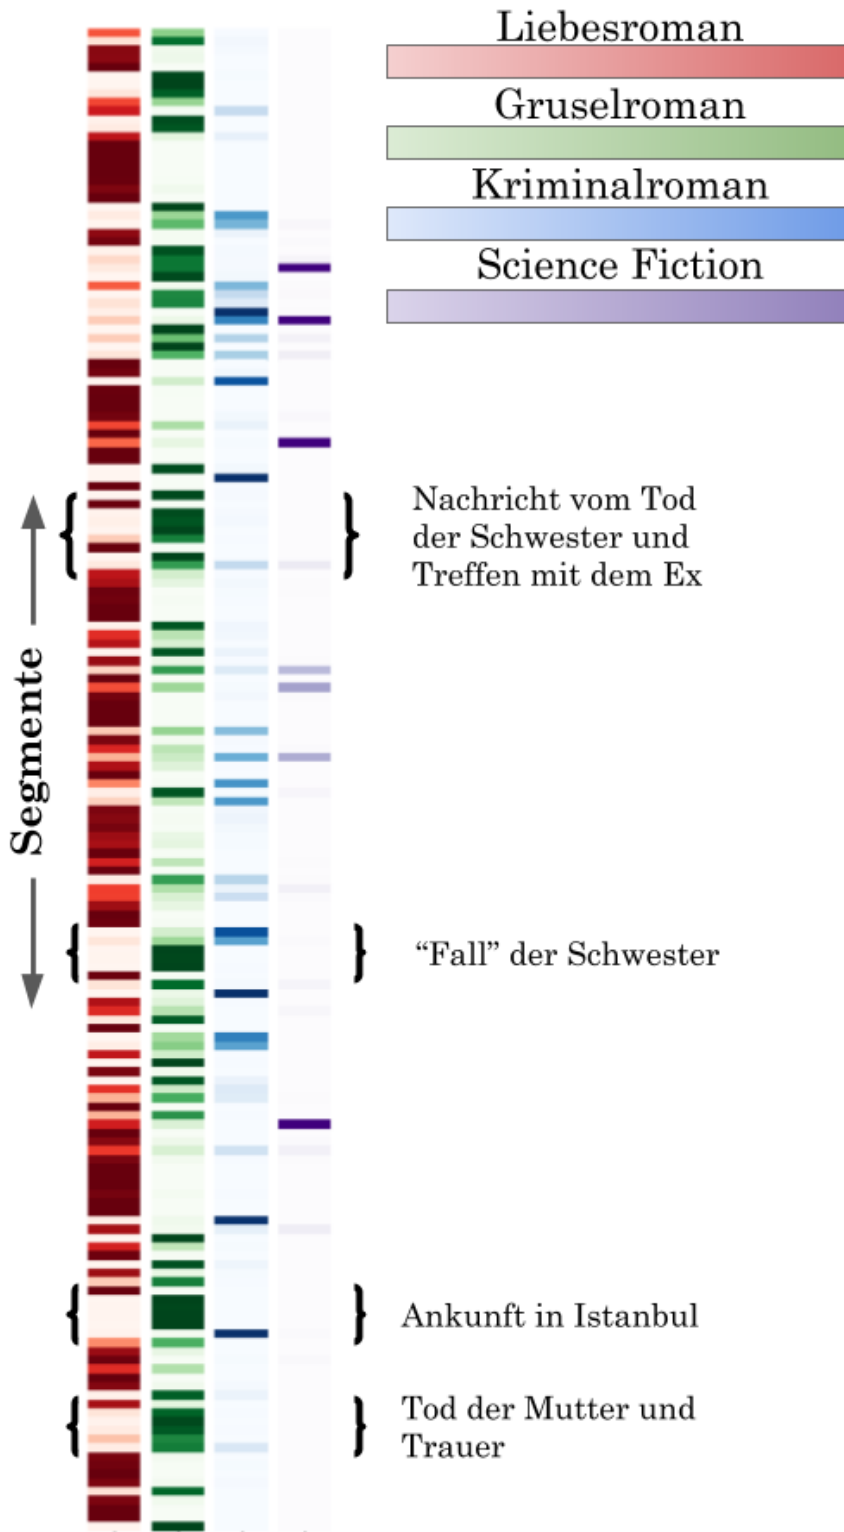 Liebesroman
Gruselroman
Kriminalroman
Science Fiction
Nachricht vom Tod
der Schwester und
Treffen mit dem Ex
Segmente
“Fall” der Schwester
Ankunft in Istanbul
Tod der Mutter und
Trauer